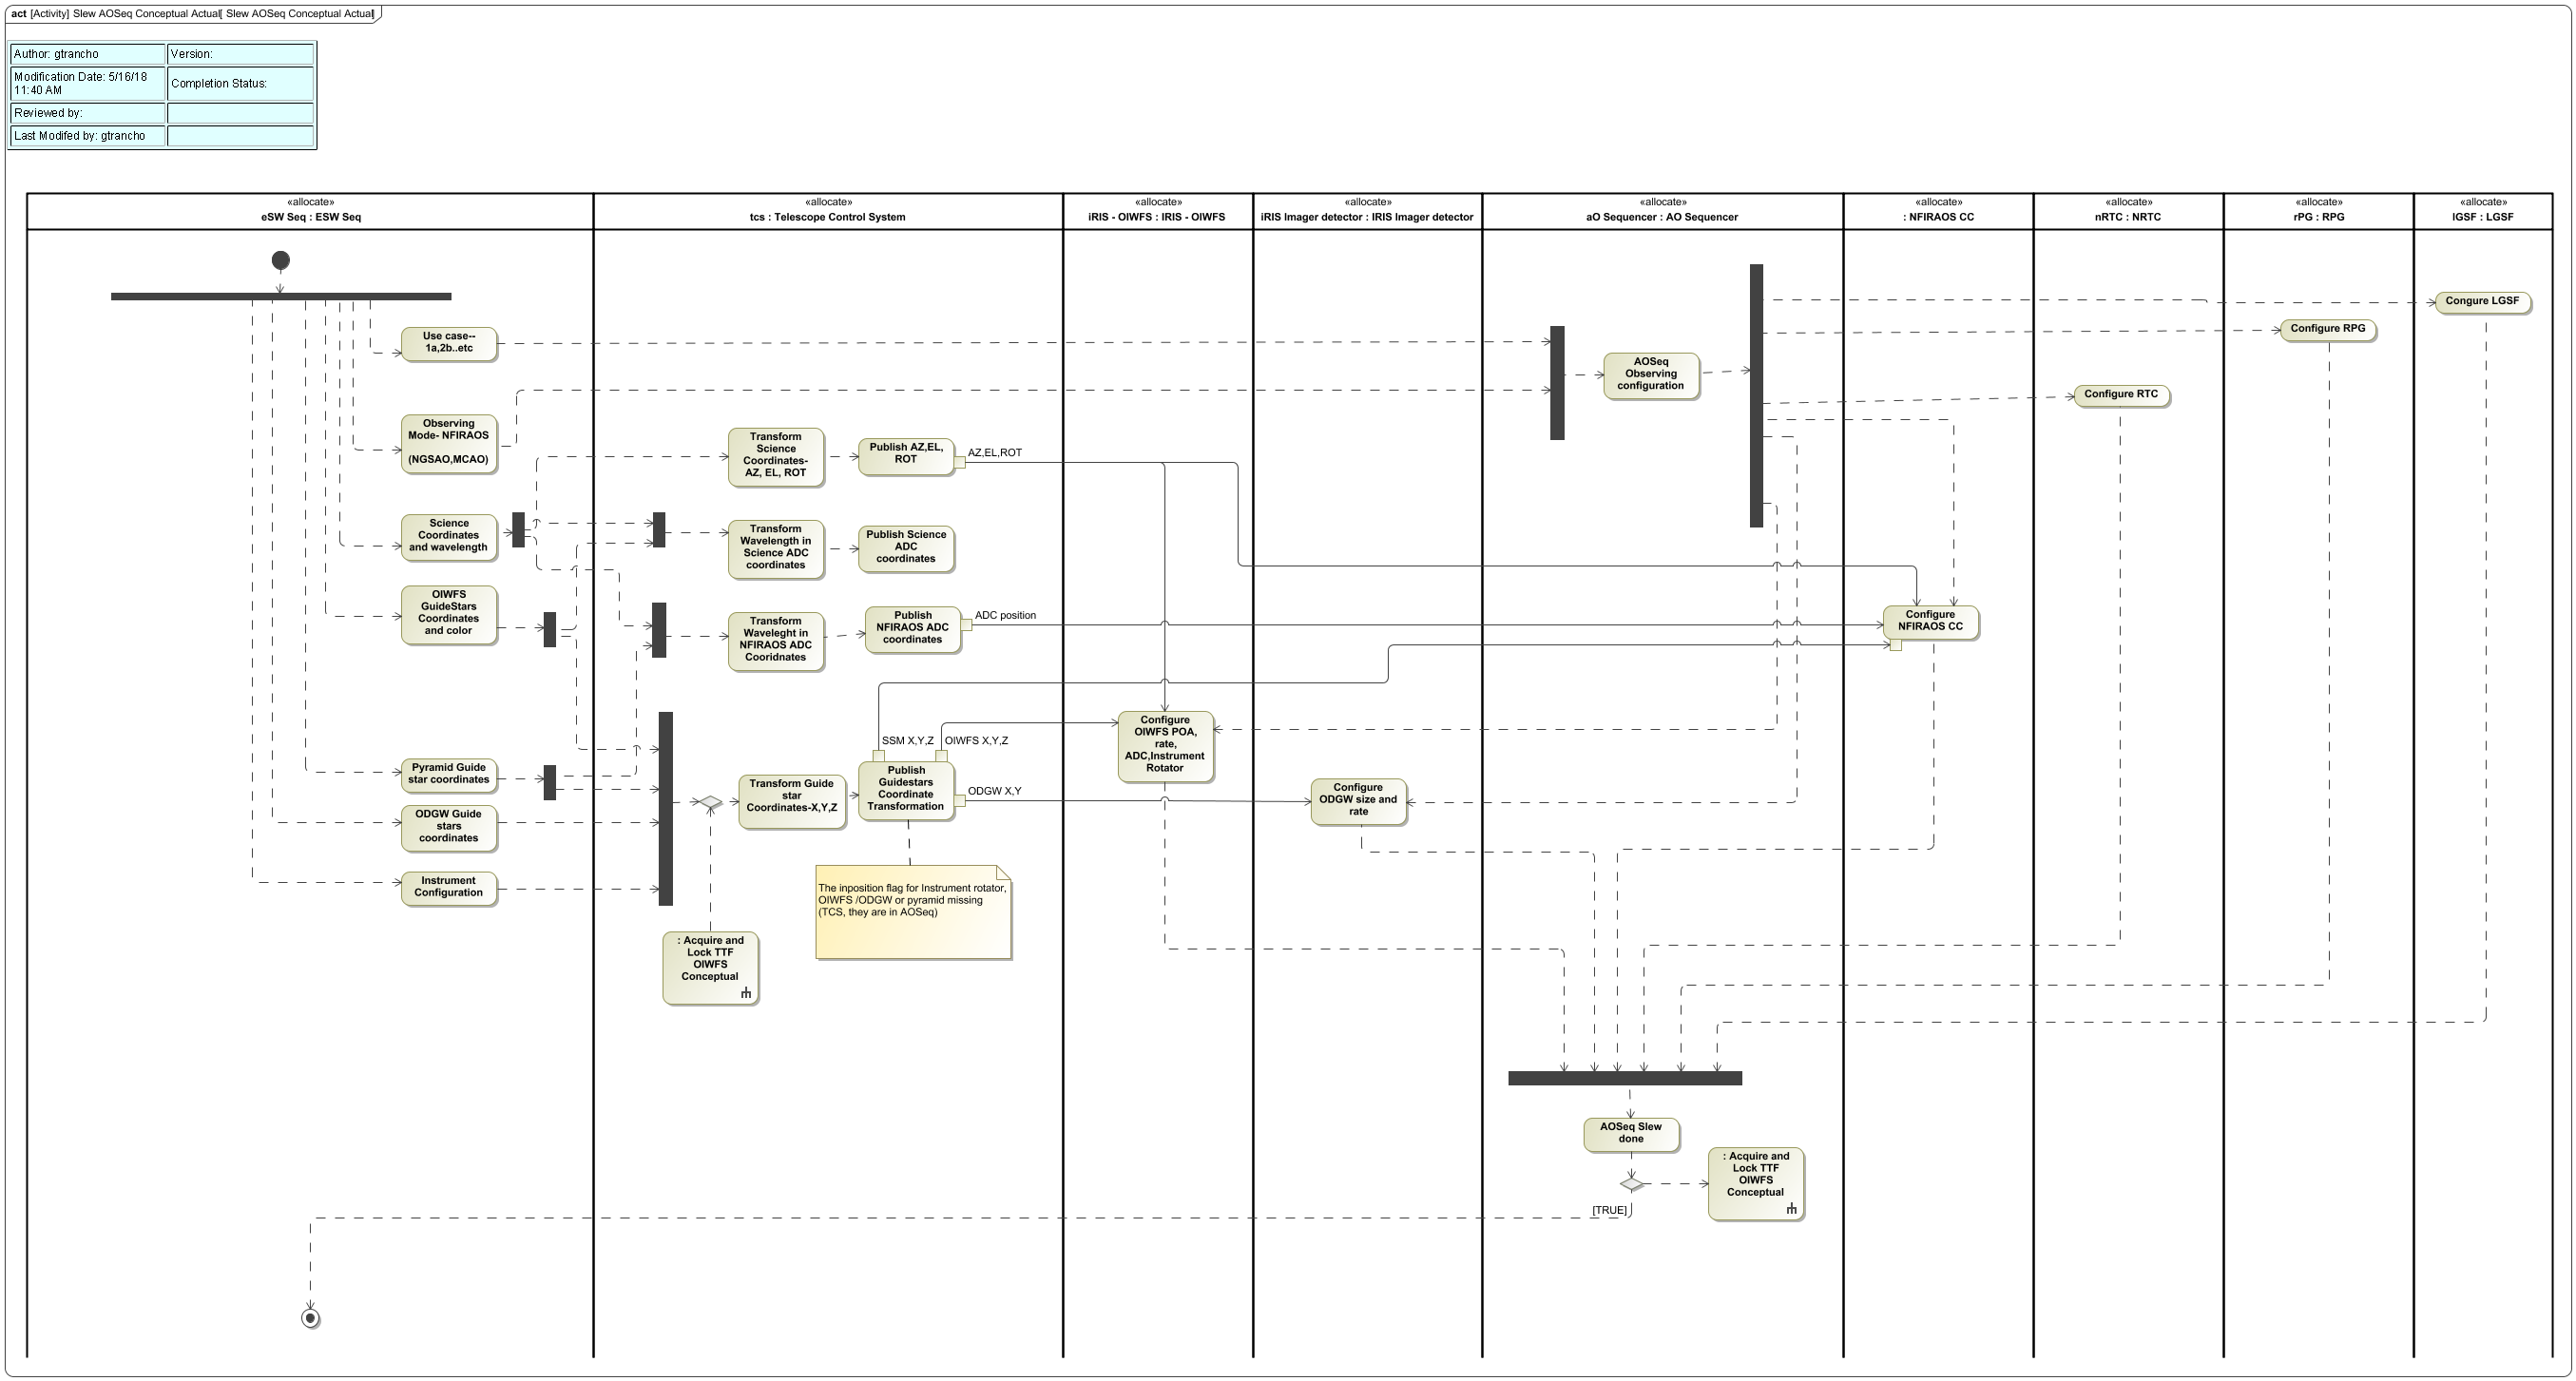 act [Activity] Slew AOSeq Conceptual Actual[ Slew AOSeq Conceptual Actual]
Author: gtrancho
Version:
Modification Date: 5/16/18
11:40 AM
Completion Status:
Reviewed by:
Last Modifed by: gtrancho
«allocate»
eSW Seq : ESW Seq
«allocate»
tcs : Telescope Control System
«allocate»
iRIS - OIWFS : IRIS - OIWFS
«allocate»
iRIS Imager detector : IRIS Imager detector
«allocate»
aO Sequencer : AO Sequencer
«allocate»
: NFIRAOS CC
«allocate»
nRTC : NRTC
«allocate»
rPG : RPG
«allocate»
lGSF : LGSF
Use case--
1a,2b..etc
Observing
Mode- NFIRAOS
(NGSAO,MCAO)
Science
Coordinates
and wavelength
OIWFS
GuideStars
Coordinates
and color
Pyramid Guide
star coordinates
ODGW Guide
stars
coordinates
Instrument
Configuration
Transform
Science
Coordinates-
AZ, EL, ROT
Publish AZ,EL,
ROT
AZ,EL,ROT
Transform
Wavelength in
Science ADC
coordinates
Publish Science
ADC
coordinates
Transform
Waveleght in
NFIRAOS ADC
Cooridnates
Publish
NFIRAOS ADC
coordinates
ADC position
SSM X,Y,Z
OIWFS X,Y,Z
Transform Guide
star
Coordinates-X,Y,Z
Publish
Guidestars
Coordinate
Transformation
ODGW X,Y
The inposition flag for Instrument rotator,
OIWFS /ODGW or pyramid missing
(TCS, they are in AOSeq)
: Acquire and
Lock TTF
OIWFS
Conceptual
Configure
OIWFS POA,
rate,
ADC,Instrument
Rotator
Configure
ODGW size and
rate
AOSeq
Observing
configuration
Configure
NFIRAOS CC
Configure RTC
Configure RPG
Congure LGSF
AOSeq Slew
done
: Acquire and
Lock TTF
OIWFS
Conceptual
[TRUE]